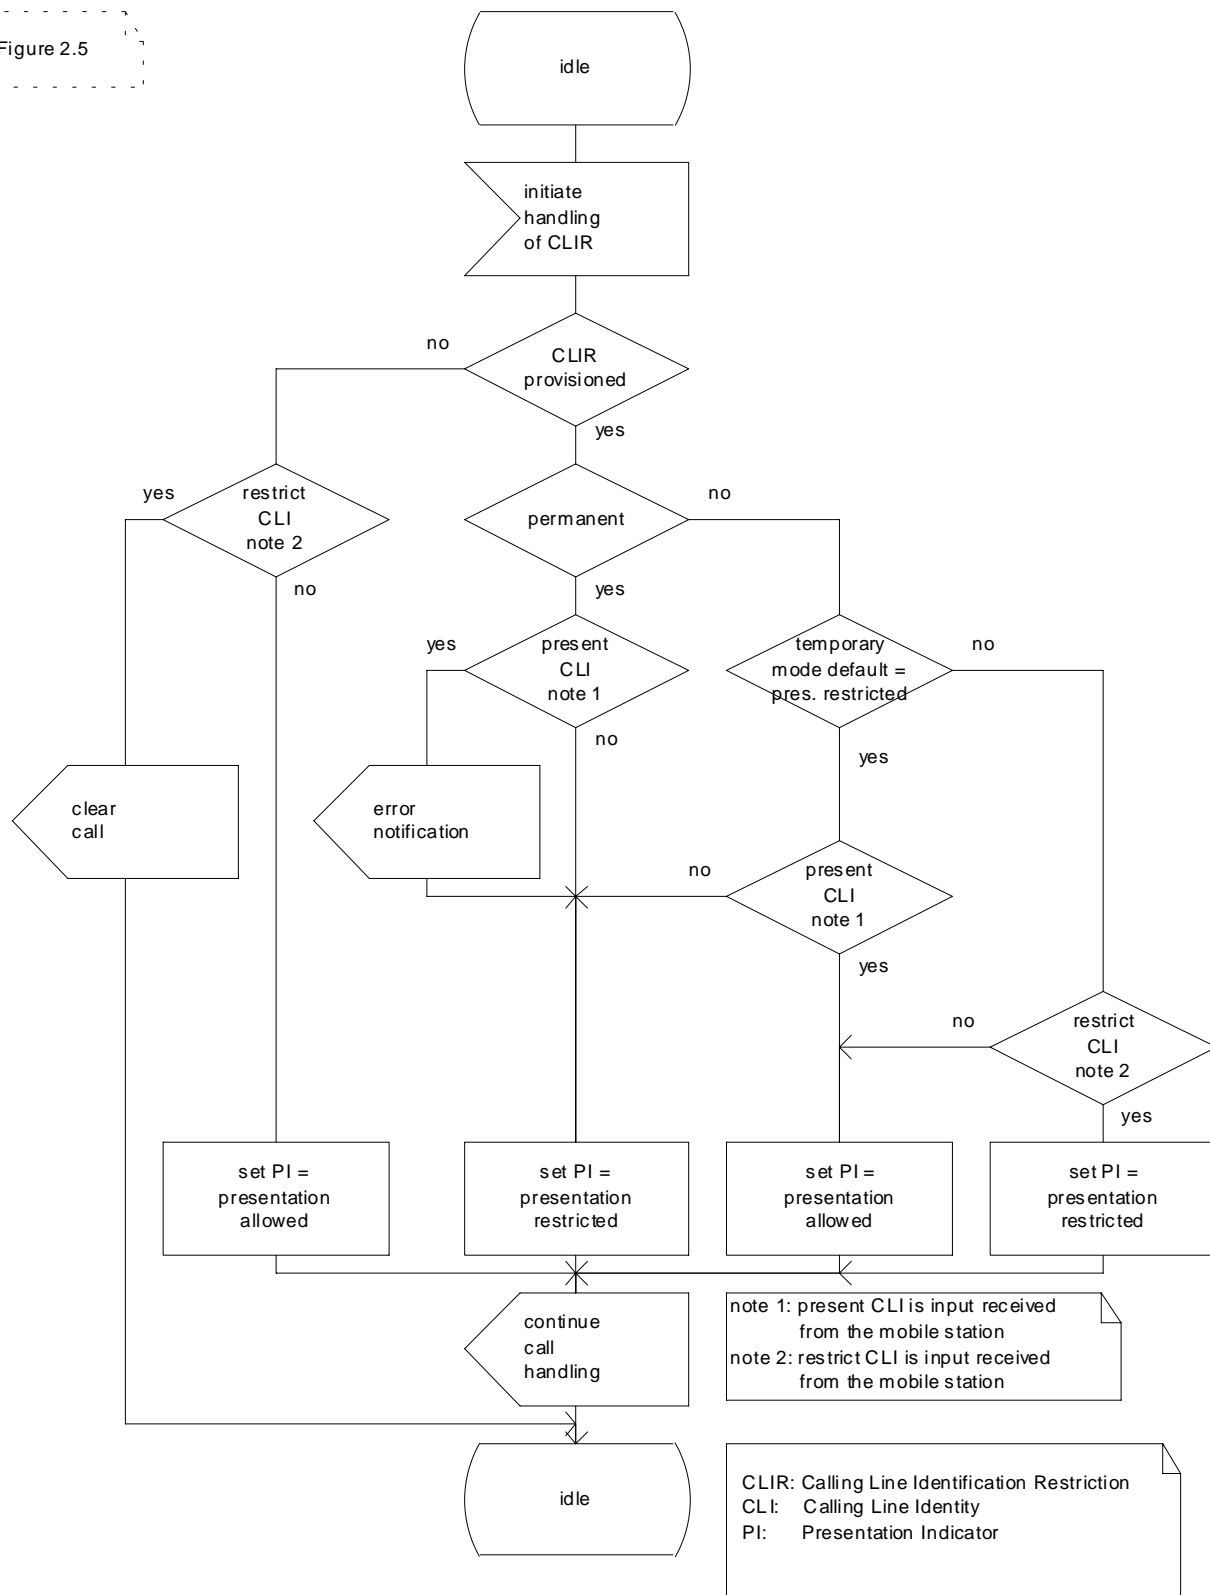 Figure 2.5
idle
initiate
handling
of CLIR
no
CLIR
provisioned
yes
yes
restrict
CLI
note 2
no
permanent
no
yes
yes
present
CLI
note 1
no
temporary
mode default =
pres. restricted
no
yes
clear
call
error
notification
no
present
CLI
note 1
yes
no
restrict
CLI
note 2
yes
set PI =
presentation
allowed
set PI =
presentation
restricted
set PI =
presentation
allowed
set PI =
presentation
restricted
continue
call
handling
note 1: present CLI is input received
from the mobile station
note 2: restrict CLI is input received
from the mobile station
idle
CLIR: Calling Line Identification Restriction
CLI: Calling Line Identity
PI: Presentation Indicator